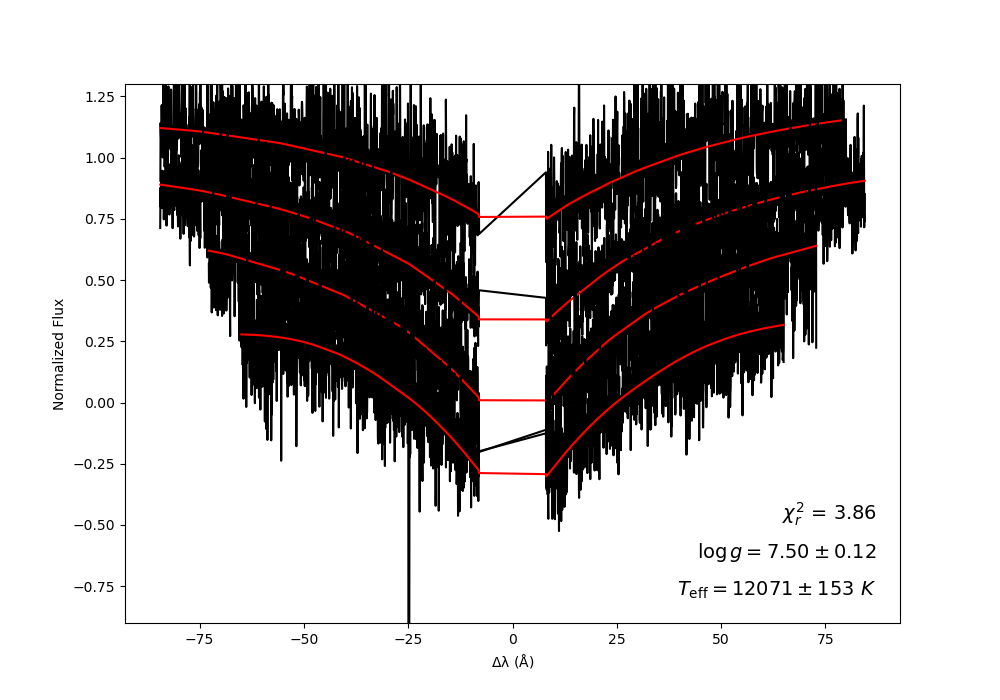 1.25
1.00
0.75
0.50
0.25
0.00
−0.25
−0.50
−0.75
Normalized Flux
χ²ᵣ = 3.86
log g = 7.50 ± 0.12
T_eff = 12071 ± 153 K
−75 −50 −25 0 25 50 75
Δλ (Å)